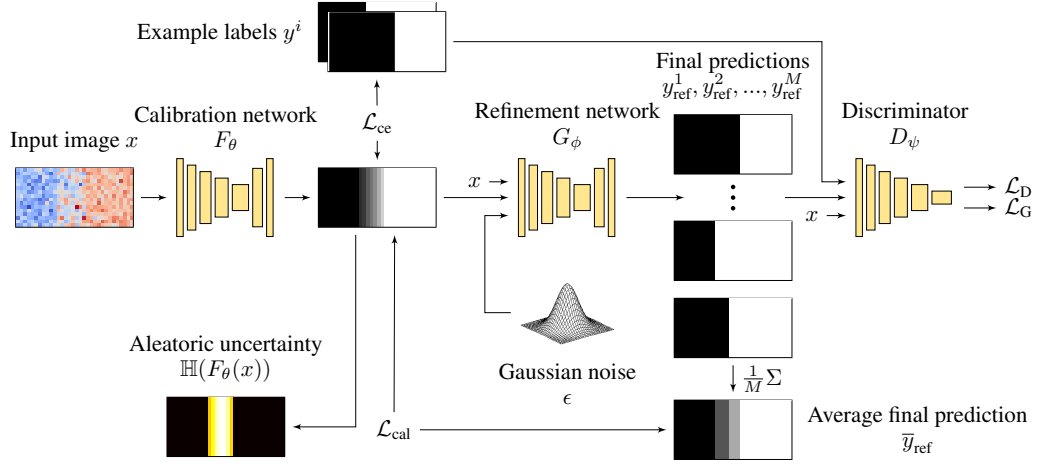 Example labels $y^i$
$\mathcal{L}_{\text{ce}}$
Input image $x$
Calibration network
$F_\theta$
Refinement network
$G_\phi$
$x$
Final predictions
$y^1_{\text{ref}}, y^2_{\text{ref}}, ..., y^M_{\text{ref}}$
Discriminator
$D_\psi$
$x$
$\mathcal{L}_{\text{D}}$
$\mathcal{L}_{\text{G}}$
Aleatoric uncertainty
$\mathbb{H}(F_\theta(x))$
Gaussian noise
$\epsilon$
$\frac{1}{M}\Sigma$
$\mathcal{L}_{\text{cal}}$
Average final prediction
$\overline{y}_{\text{ref}}$